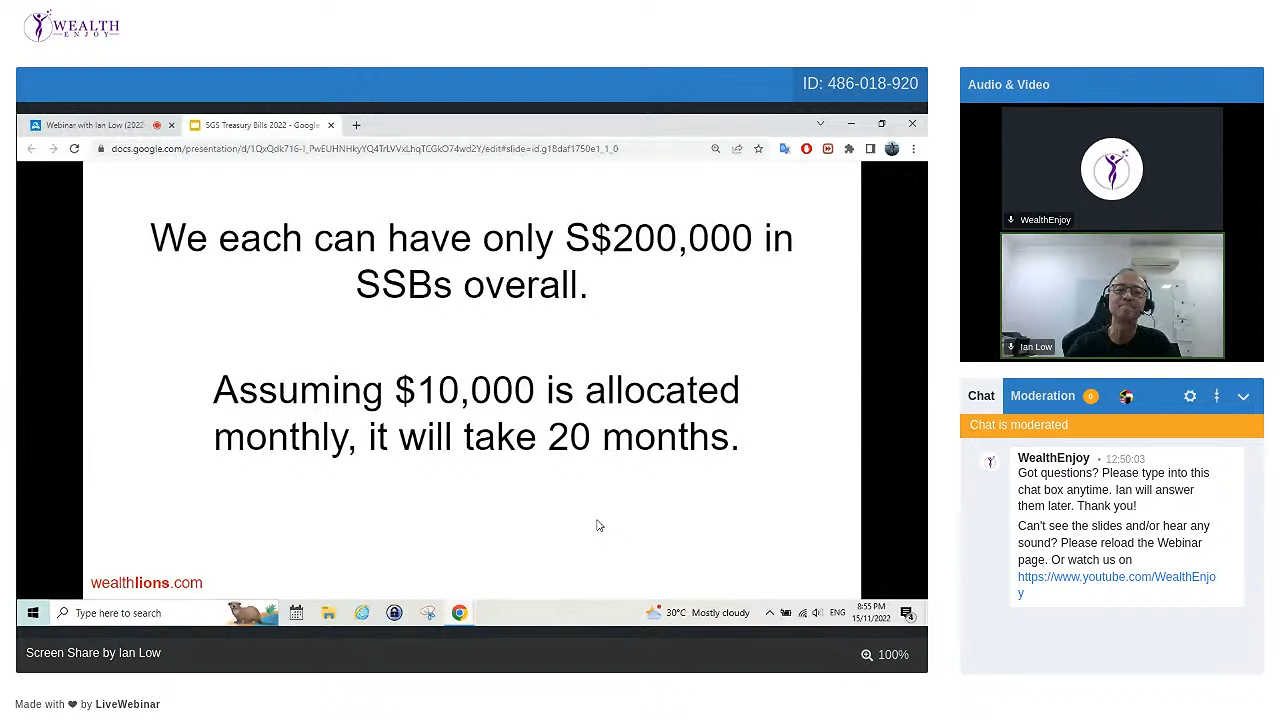 WEALTH
ENJOY
ID: 486-018-920
Webinar with Ian Low (2022
SGS Treasury Bills 2022 - Google
docs.google.com/presentation/d/1QxQdk716-I_PwEUHNHkyYQ4TrLVVxLhqTCGkO74wd2Y/edit#slide=id.g18daf1750e1_1_0
We each can have only S$200,000 in
SSBs overall.
Assuming $10,000 is allocated
monthly, it will take 20 months.
wealthlions.com
Type here to search
30°C Mostly cloudy
ENG
8:55 PM
15/11/2022
4
Screen Share by Ian Low
100%
Made with ❤ by LiveWebinar
Audio & Video
WealthEnjoy
Ian Low
Chat
Moderation 0
Chat is moderated
WealthEnjoy • 12:50:03
Got questions? Please type into this
chat box anytime. Ian will answer
them later. Thank you!
Can't see the slides and/or hear any
sound? Please reload the Webinar
page. Or watch us on
https://www.youtube.com/WealthEnjo
y